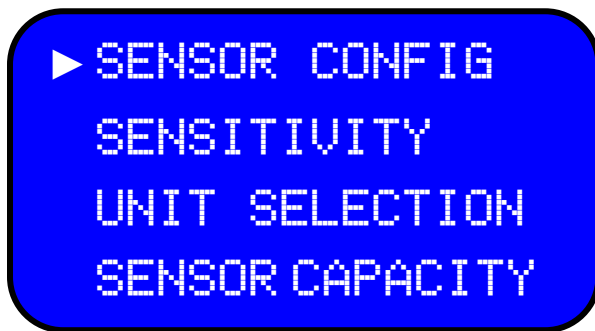 ► SENSOR CONFIG
SENSITIVITY
UNIT SELECTION
SENSOR CAPACITY